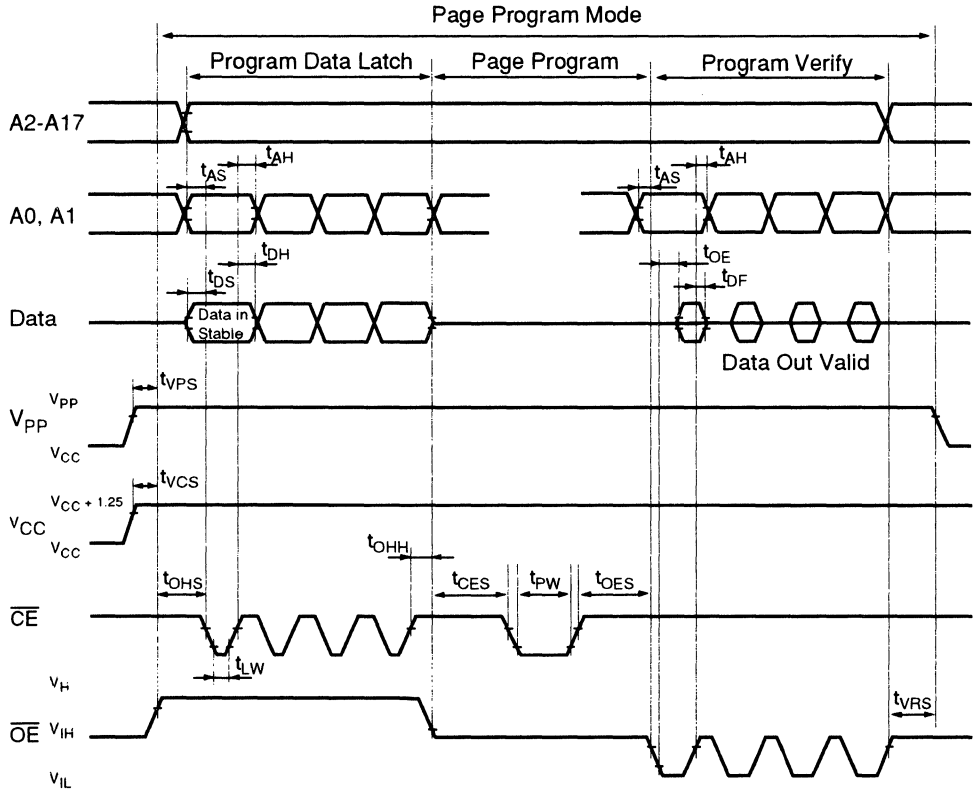 Page Program Mode
Program Data Latch Page Program Program Verify
A2-A17
tAH tAH
tAS tAS
A0, A1
tDH tOE
tDS tDF
Data
Data in
Stable
Data Out Valid
tVPS
VPP
VPP
VCC
tVCS
VCC + 1.25
VCC
VCC
tOHH
tOHS tCES tPW tOES
CE
tLW
VH
tVRS
OE VIH
VIL